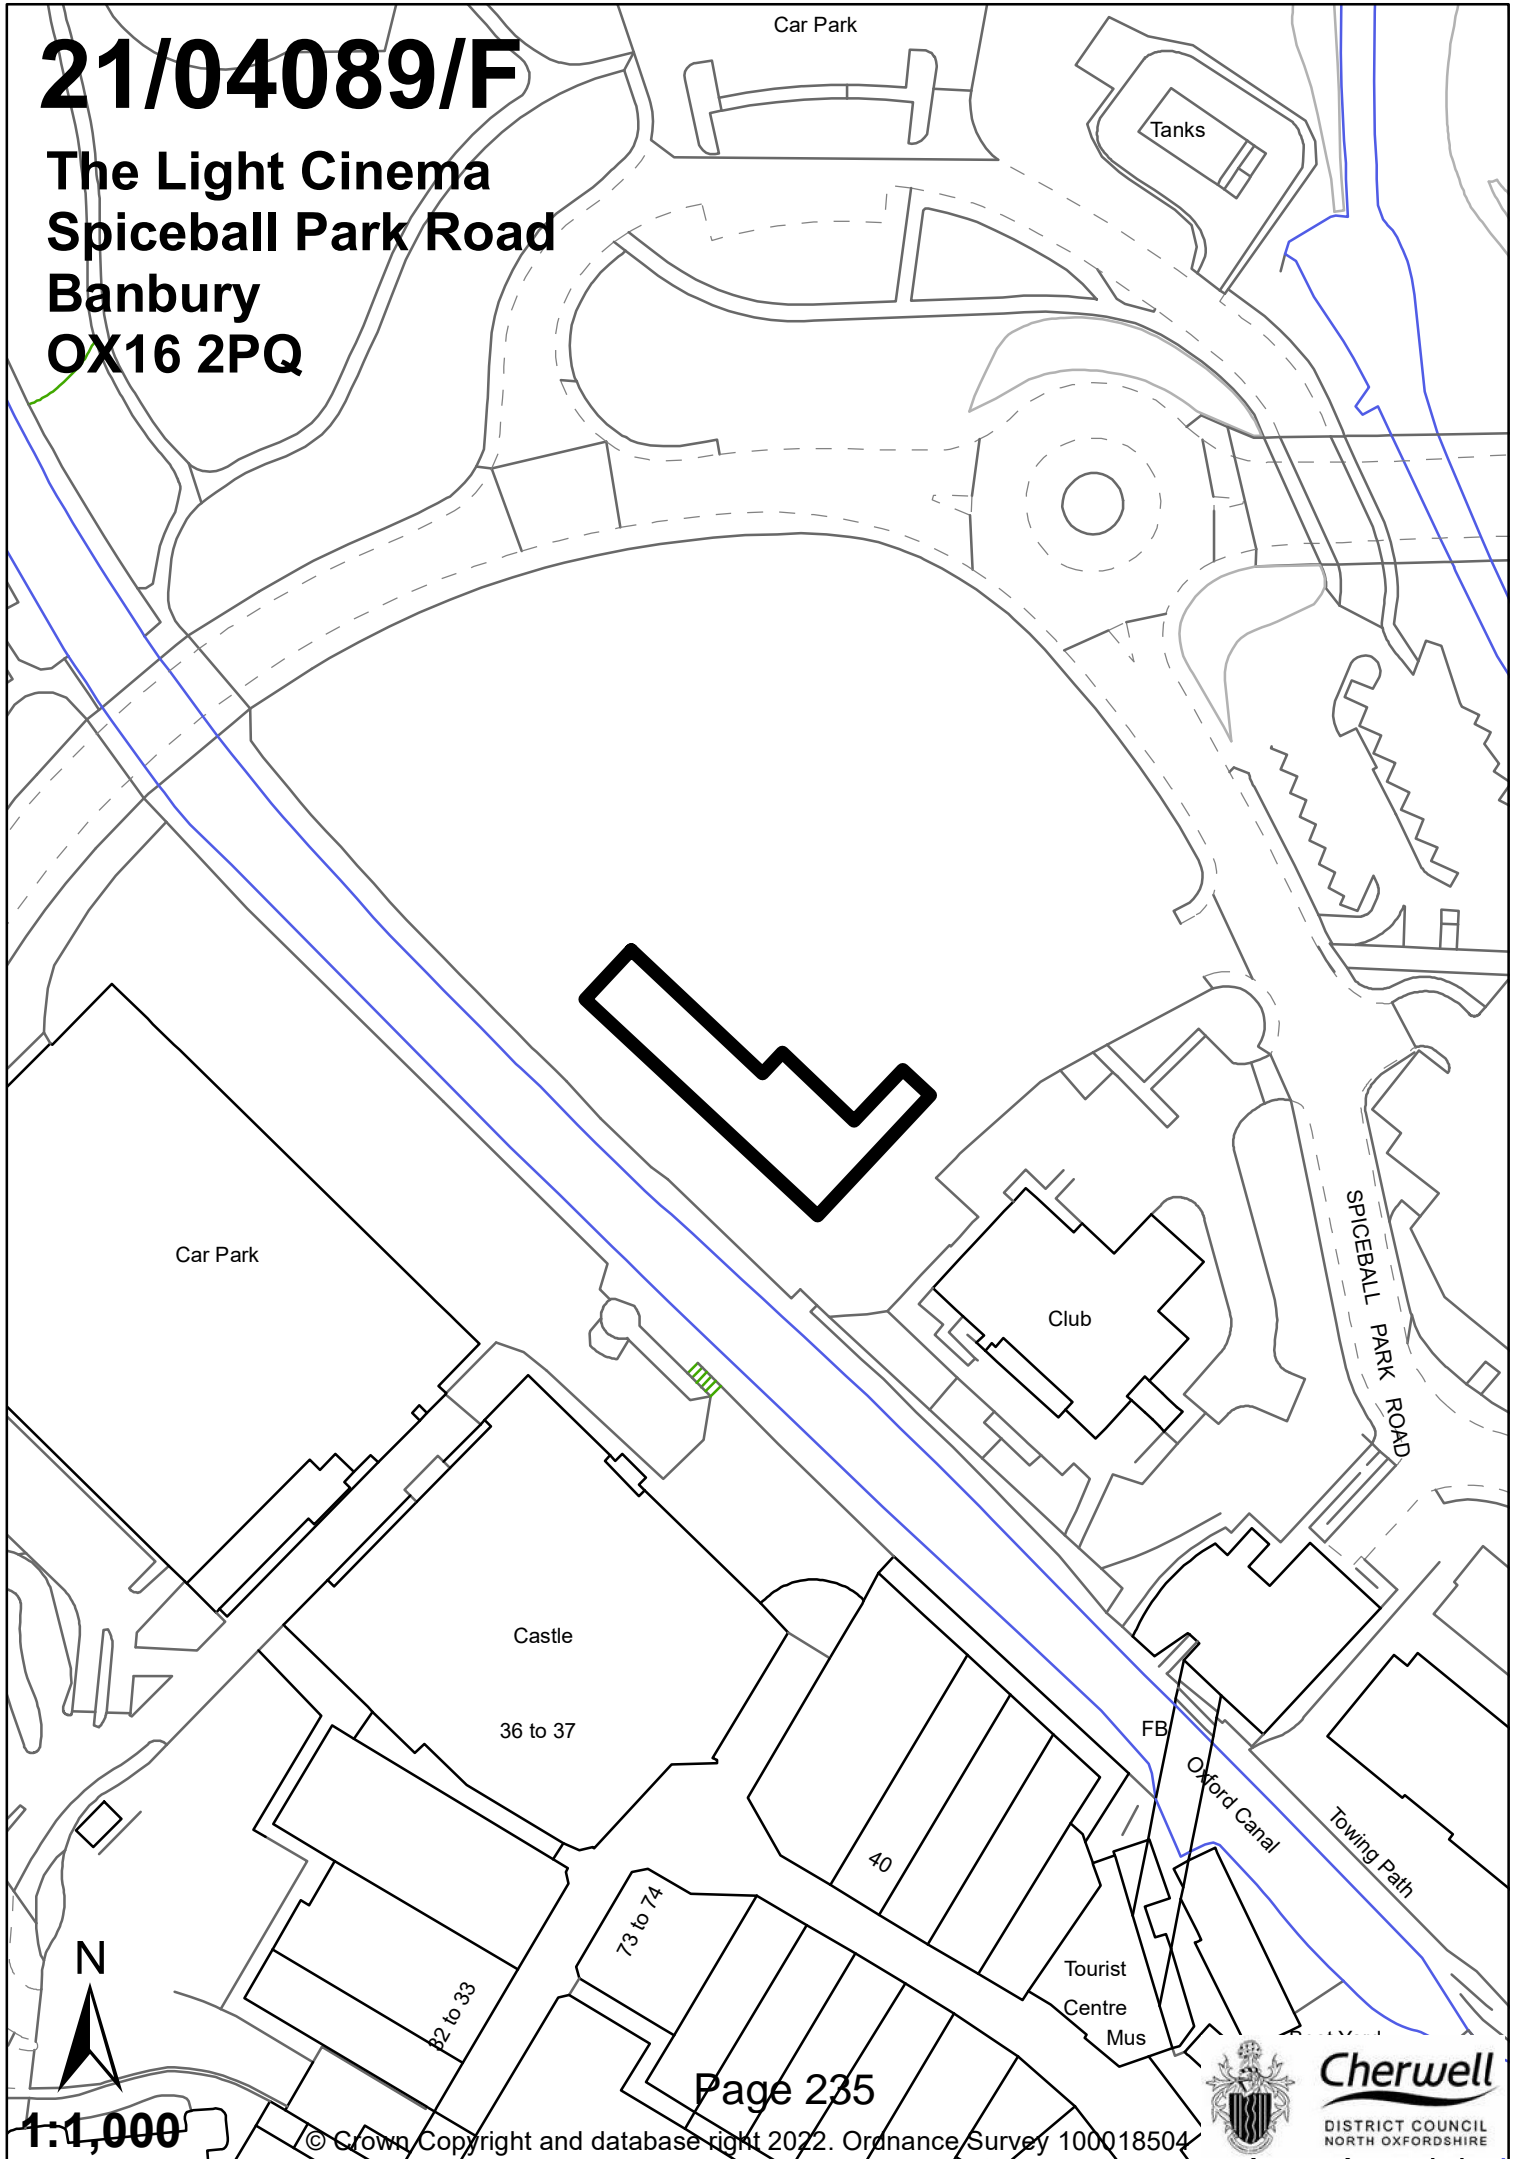 21/04089/F
The Light Cinema
Spiceball Park Road
Banbury
OX16 2PQ
Car Park
Tanks
SPICEBALL PARK ROAD
Car Park
Club
Castle
36 to 37
FB
Oxford Canal
Towing Path
40
73 to 74
32 to 33
Tourist
Centre
Mus
N
1:1,000
Page 235
© Crown Copyright and database right 2022. Ordnance Survey 100018504
Cherwell
DISTRICT COUNCIL
NORTH OXFORDSHIRE